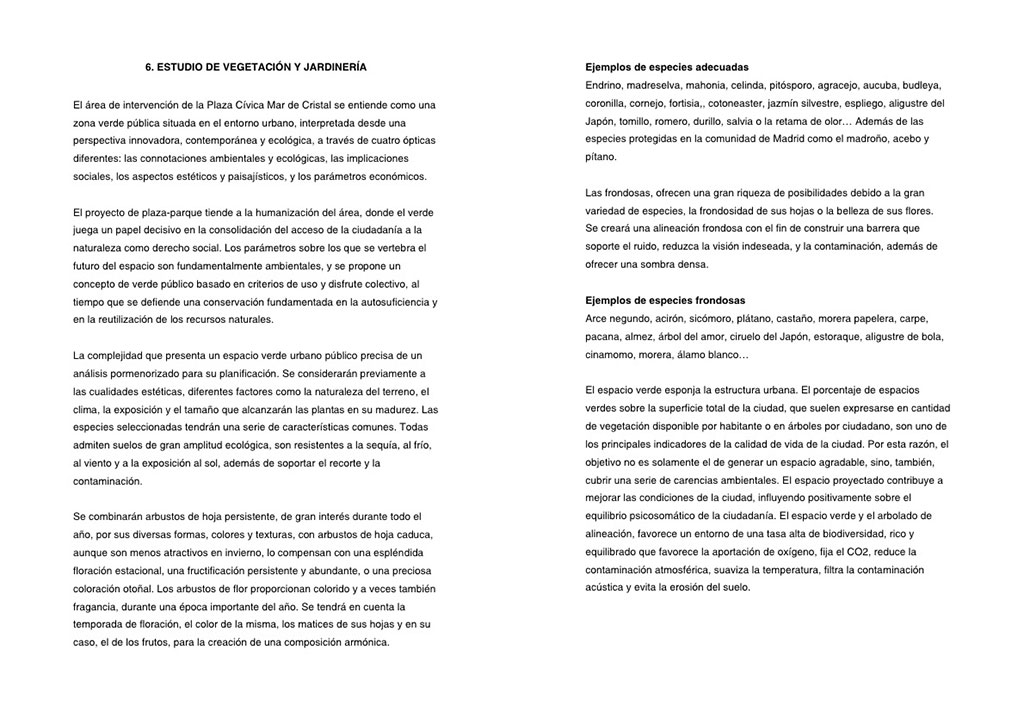 6. ESTUDIO DE VEGETACIÓN Y JARDINERÍA
El área de intervención de la Plaza Cívica Mar de Cristal se entiende como una
zona verde pública situada en el entorno urbano, interpretada desde una
perspectiva innovadora, contemporánea y ecológica, a través de cuatro ópticas
diferentes: las connotaciones ambientales y ecológicas, las implicaciones
sociales, los aspectos estéticos y paisajísticos, y los parámetros económicos.
El proyecto de plaza-parque tiende a la humanización del área, donde el verde
juega un papel decisivo en la consolidación del acceso de la ciudadanía a la
naturaleza como derecho social. Los parámetros sobre los que se vertebra el
futuro del espacio son fundamentalmente ambientales, y se propone un
concepto de verde público basado en criterios de uso y disfrute colectivo, al
tiempo que se defiende una conservación fundamentada en la autosuficiencia y
en la reutilización de los recursos naturales.
La complejidad que presenta un espacio verde urbano público precisa de un
análisis pormenorizado para su planificación. Se considerarán previamente a
las cualidades estéticas, diferentes factores como la naturaleza del terreno, el
clima, la exposición y el tamaño que alcanzarán las plantas en su madurez. Las
especies seleccionadas tendrán una serie de características comunes. Todas
admiten suelos de gran amplitud ecológica, son resistentes a la sequía, al frío,
al viento y a la exposición al sol, además de soportar el recorte y la
contaminación.
Se combinarán arbustos de hoja persistente, de gran interés durante todo el
año, por sus diversas formas, colores y texturas, con arbustos de hoja caduca,
aunque son menos atractivos en invierno, lo compensan con una espléndida
floración estacional, una fructificación persistente y abundante, o una preciosa
coloración otoñal. Los arbustos de flor proporcionan colorido y a veces también
fragancia, durante una época importante del año. Se tendrá en cuenta la
temporada de floración, el color de la misma, los matices de sus hojas y en su
caso, el de los frutos, para la creación de una composición armónica.
Ejemplos de especies adecuadas
Endrino, madreselva, mahonia, celinda, pitósporo, agracejo, aucuba, budleya,
coronilla, cornejo, fortisia,, cotoneaster, jazmín silvestre, espliego, aligustre del
Japón, tomillo, romero, durillo, salvia o la retama de olor… Además de las
especies protegidas en la comunidad de Madrid como el madroño, acebo y
pítano.
Las frondosas, ofrecen una gran riqueza de posibilidades debido a la gran
variedad de especies, la frondosidad de sus hojas o la belleza de sus flores.
Se creará una alineación frondosa con el fin de construir una barrera que
soporte el ruido, reduzca la visión indeseada, y la contaminación, además de
ofrecer una sombra densa.
Ejemplos de especies frondosas
Arce negundo, acirón, sicómoro, plátano, castaño, morera papelera, carpe,
pacana, almez, árbol del amor, ciruelo del Japón, estoraque, aligustre de bola,
cinamomo, morera, álamo blanco…
El espacio verde esponja la estructura urbana. El porcentaje de espacios
verdes sobre la superficie total de la ciudad, que suelen expresarse en cantidad
de vegetación disponible por habitante o en árboles por ciudadano, son uno de
los principales indicadores de la calidad de vida de la ciudad. Por esta razón, el
objetivo no es solamente el de generar un espacio agradable, sino, también,
cubrir una serie de carencias ambientales. El espacio proyectado contribuye a
mejorar las condiciones de la ciudad, influyendo positivamente sobre el
equilibrio psicosomático de la ciudadanía. El espacio verde y el arbolado de
alineación, favorece un entorno de una tasa alta de biodiversidad, rico y
equilibrado que favorece la aportación de oxígeno, fija el CO2, reduce la
contaminación atmosférica, suaviza la temperatura, filtra la contaminación
acústica y evita la erosión del suelo.